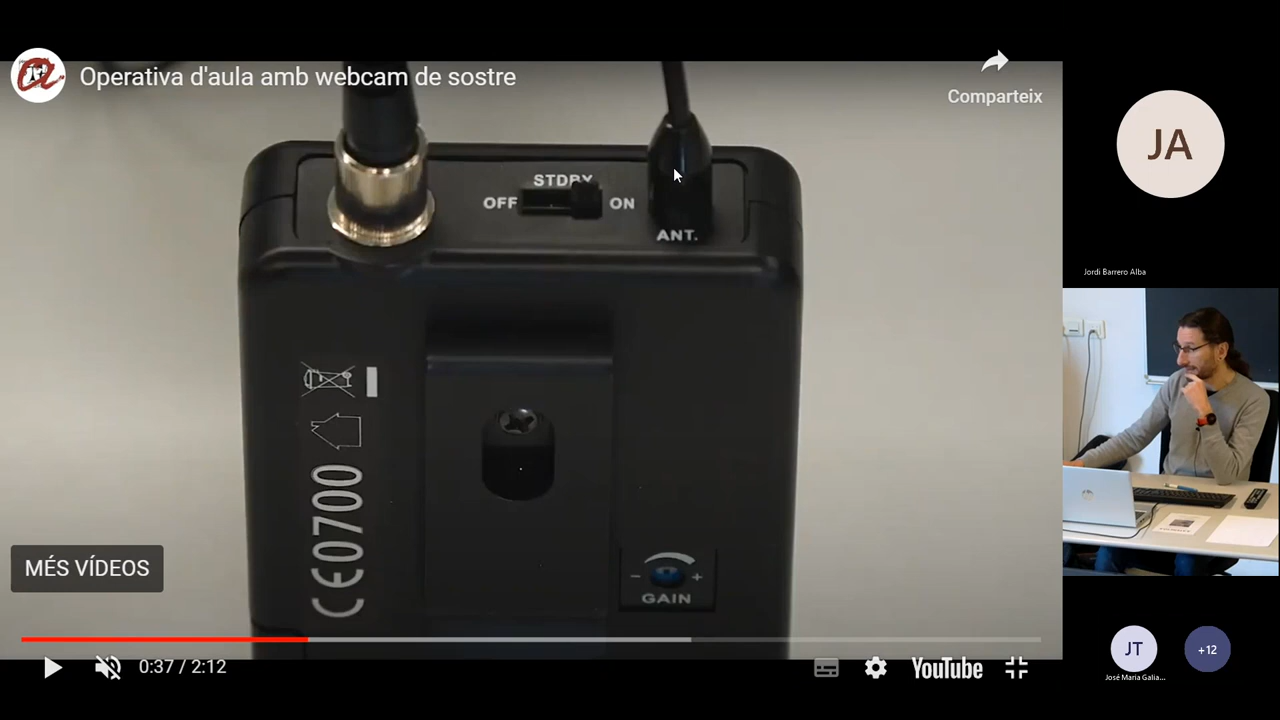 Operativa d'aula amb webcam de sostre
Comparteix
STDBY
OFF
ON
ANT.
CE0700
- +
GAIN
MÉS VÍDEOS
0:37 / 2:12
YouTube
JA
Jordi Barrero Alba
JT
José Maria Galia...
+12